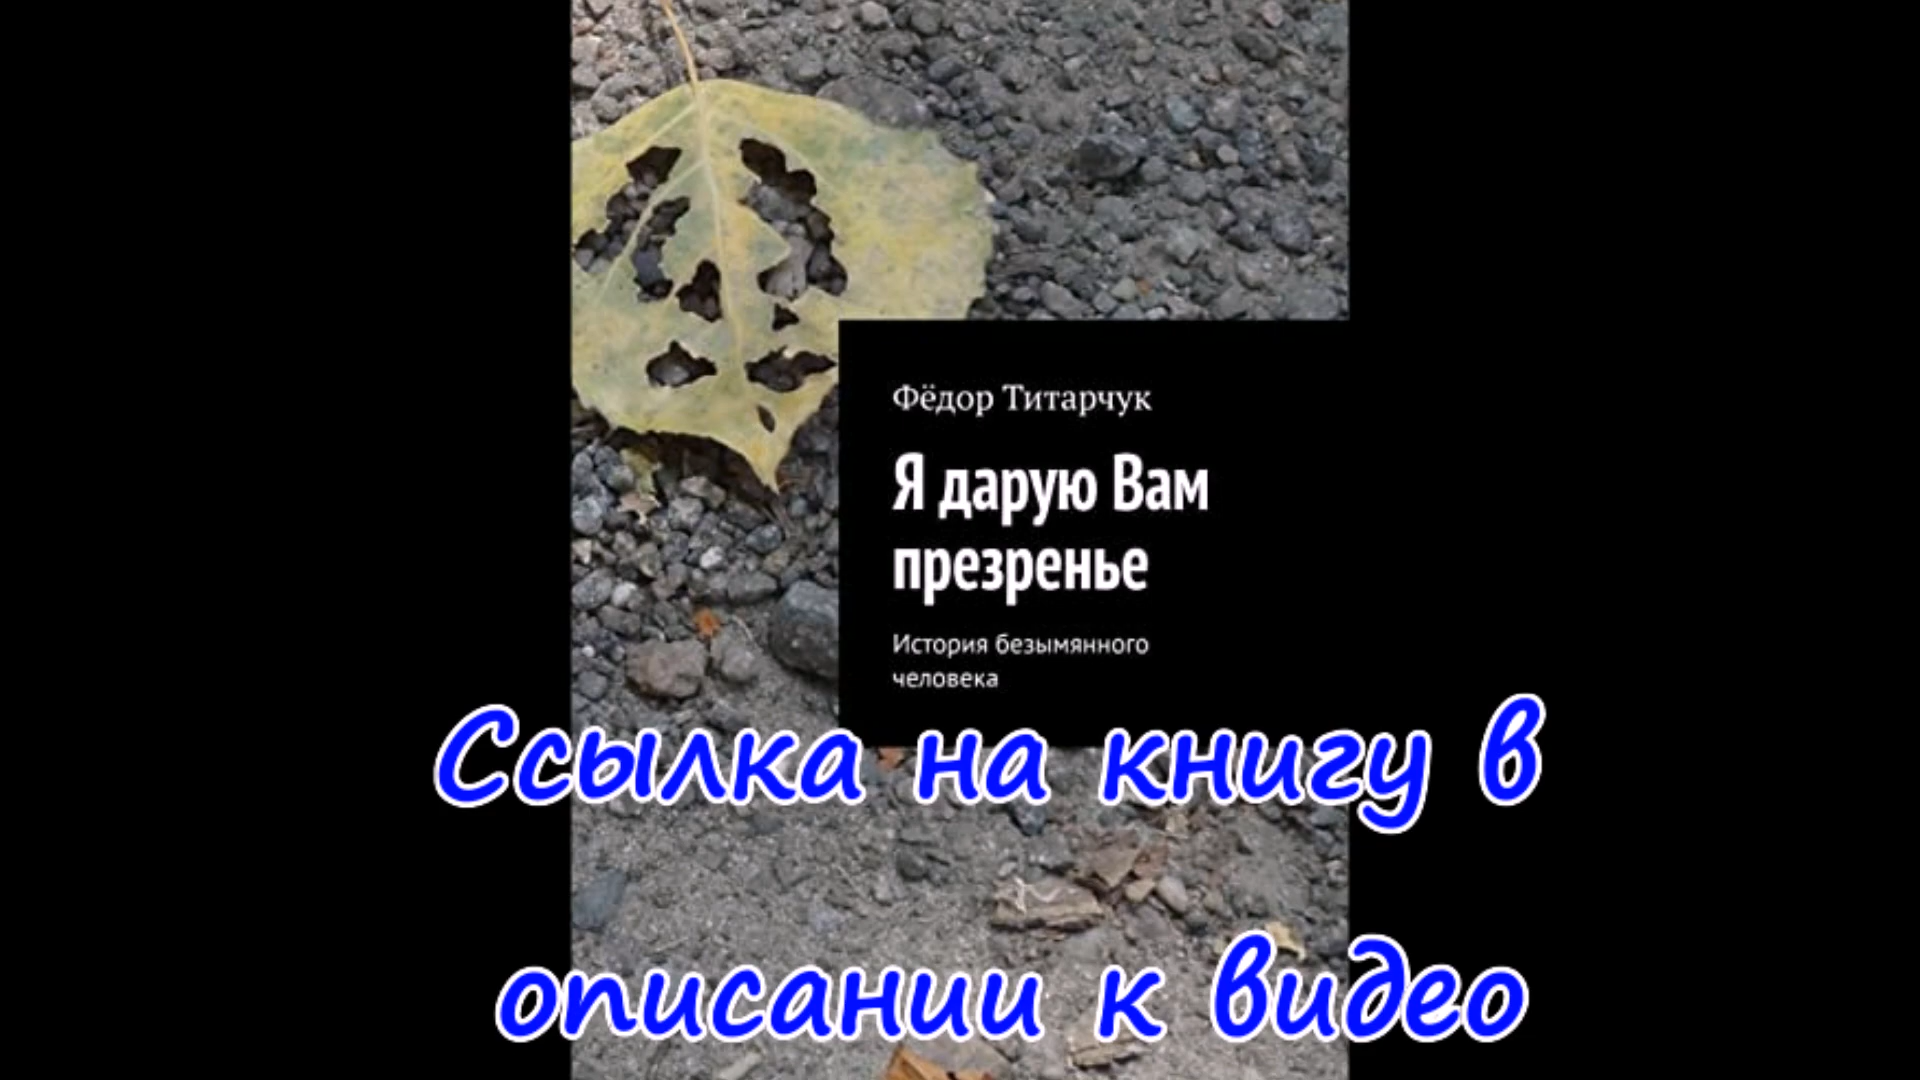 Фёдор Титарчук
Я дарую Вам
презренье
История безымянного
человека
Ссылка на книгу в
описании к видео